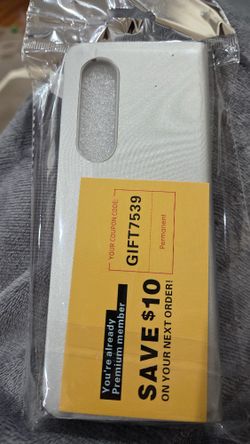 You're already
Premium member
SAVE $10
ON YOUR NEXT ORDER!
YOUR COUPON CODE:
GIFT7539
Permanent